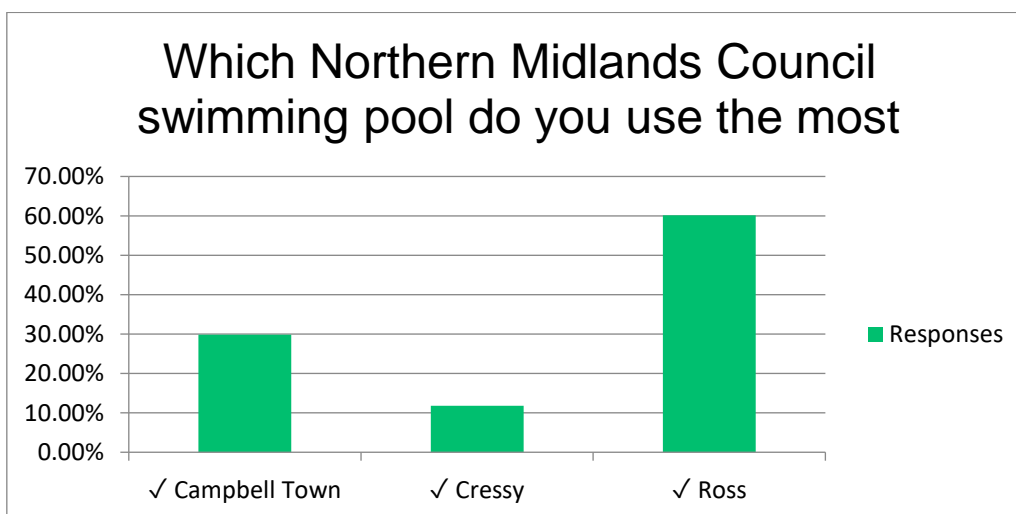 Which Northern Midlands Council
swimming pool do you use the most
70.00%
60.00%
50.00%
40.00%
30.00%
20.00%
10.00%
0.00%
✓ Campbell Town
✓ Cressy
✓ Ross
Responses